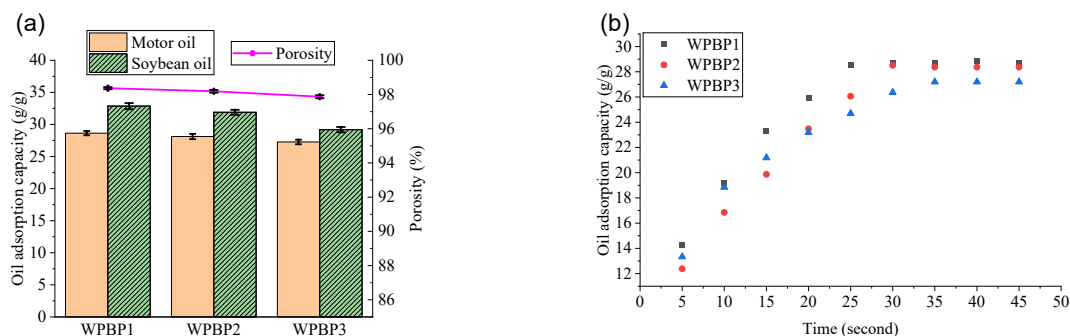 (a)
Motor oil
Soybean oil
Porosity
Oil adsorption capacity (g/g)
40
35
30
25
20
15
10
5
0
100
98
96
94
92
90
88
86
Porosity (%)
WPBP1 WPBP2 WPBP3
(b)
WPBP1
WPBP2
WPBP3
Oil adsorption capacity (g/g)
30
28
26
24
22
20
18
16
14
12
0 5 10 15 20 25 30 35 40 45 50
Time (second)